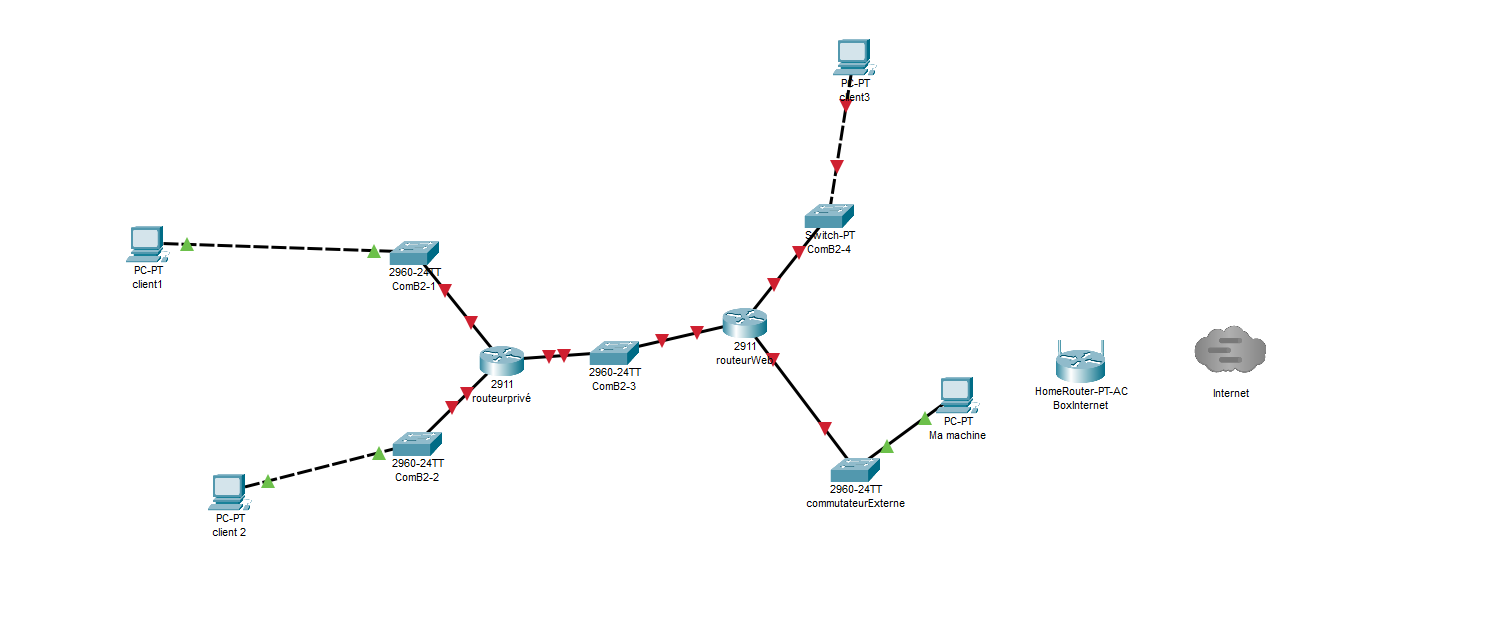 PC-PT
client3
Switch-PT
ComB2-4
PC-PT
client1
2960-24TT
ComB2-1
2911
routeurprivé
2960-24TT
ComB2-3
2911
routeurWeb
HomeRouter-PT-AC
BoxInternet
Internet
PC-PT
Ma machine
2960-24TT
ComB2-2
2960-24TT
commutateurExterne
PC-PT
client 2